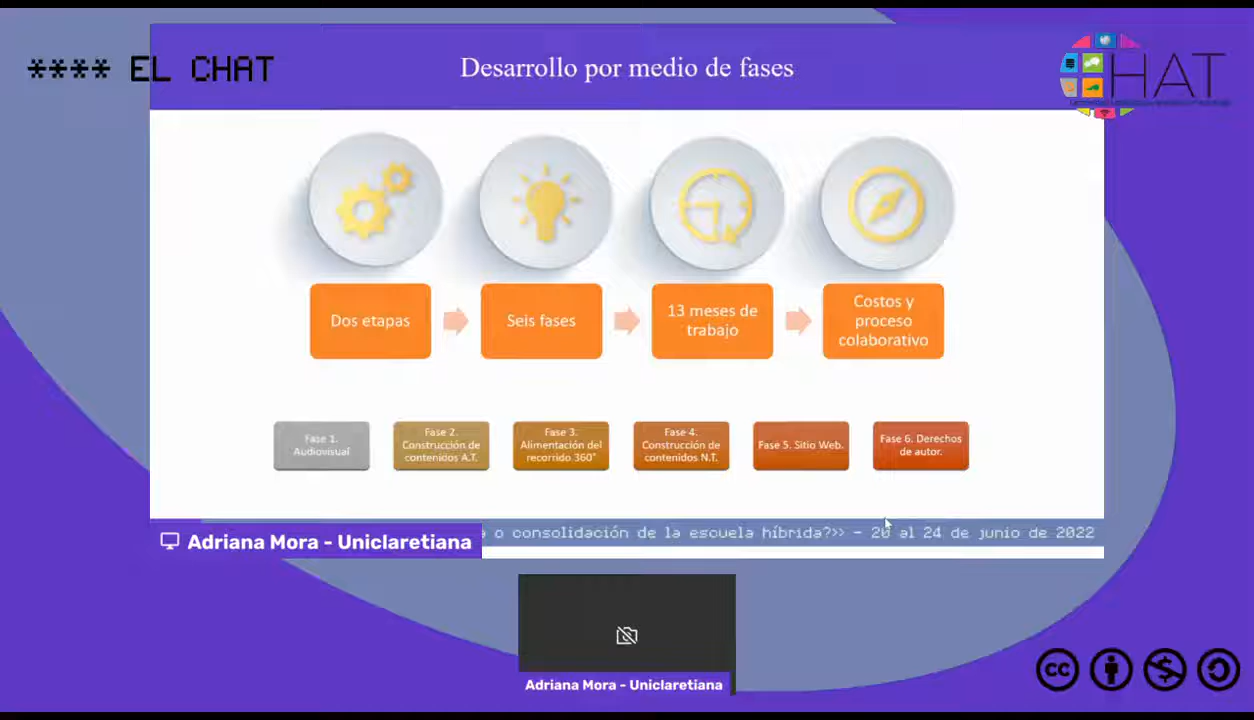 **** EL CHAT
Desarrollo por medio de fases
HAT
Dos etapas
Seis fases
13 meses de
trabajo
Costos y
proceso
colaborativo
Fase 1.
Audiovisual
Fase 2.
Construcción de
contenidos A.T.
Fase 3.
Alimentación del
recorrido 360°
Fase 4.
Construcción de
contenidos N.T.
Fase 5. Sitio Web.
Fase 6. Derechos
de autor.
o consolidación de la escuela híbrida?>> - 20 al 24 de junio de 2022
Adriana Mora - Uniclaretiana
Adriana Mora - Uniclaretiana
cc